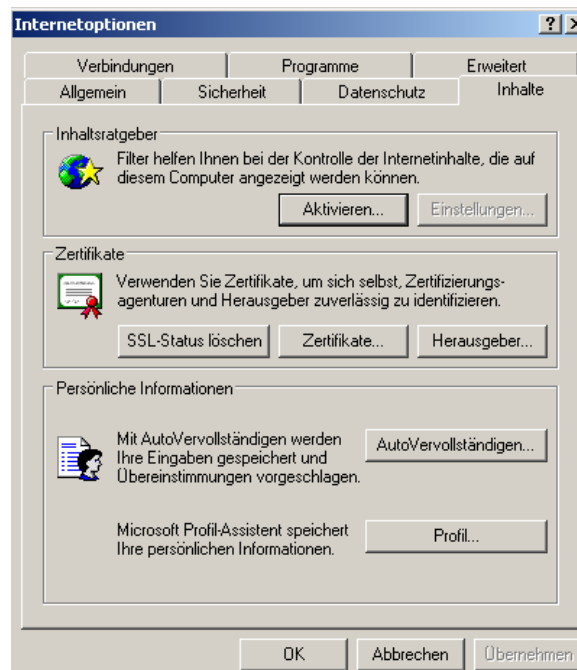 Internetoptionen
Verbindungen Programme Erweitert
Allgemein Sicherheit Datenschutz Inhalte
Inhaltsratgeber
Filter helfen Ihnen bei der Kontrolle der Internetinhalte, die auf
diesem Computer angezeigt werden können.
Aktivieren... Einstellungen...
Zertifikate
Verwenden Sie Zertifikate, um sich selbst, Zertifizierungs-
agenturen und Herausgeber zuverlässig zu identifizieren.
SSL-Status löschen Zertifikate... Herausgeber...
Persönliche Informationen
Mit AutoVervollständigen werden
Ihre Eingaben gespeichert und
Übereinstimmungen vorgeschlagen.
AutoVervollständigen...
Microsoft Profil-Assistent speichert
Ihre persönlichen Informationen.
Profil...
OK Abbrechen Übernehmen